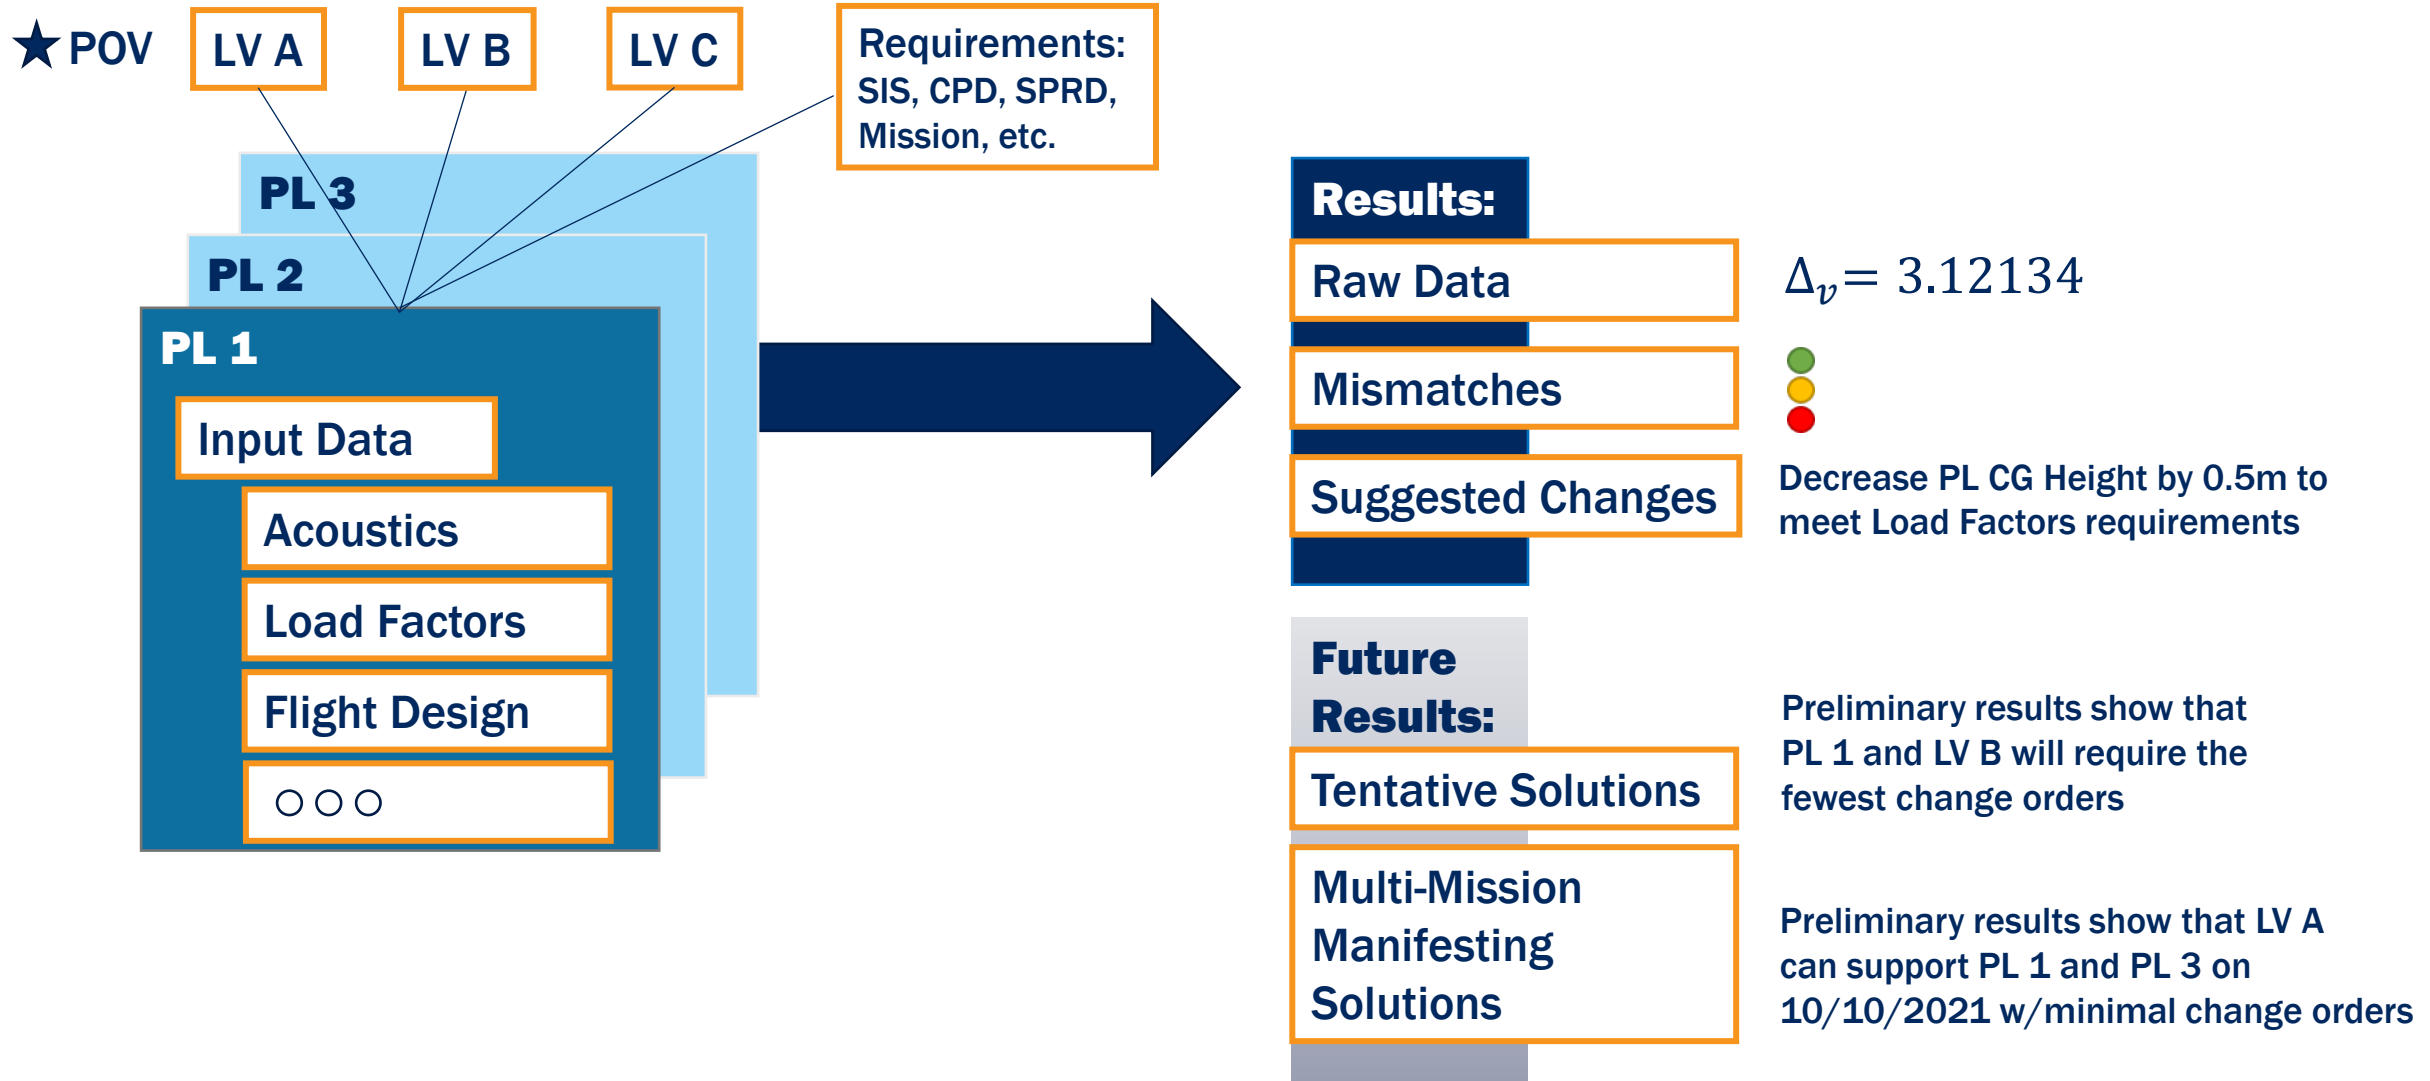 POV
LV A
LV B
LV C
Requirements:
SIS, CPD, SPRD,
Mission, etc.
PL 3
PL 2
PL 1
Input Data
Acoustics
Load Factors
Flight Design
Results:
Raw Data
Δv= 3.12134
Mismatches
Suggested Changes
Decrease PL CG Height by 0.5m to
meet Load Factors requirements
Future
Results:
Tentative Solutions
Preliminary results show that
PL 1 and LV B will require the
fewest change orders
Multi-Mission
Manifesting
Solutions
Preliminary results show that LV A
can support PL 1 and PL 3 on
10/10/2021 w/minimal change orders